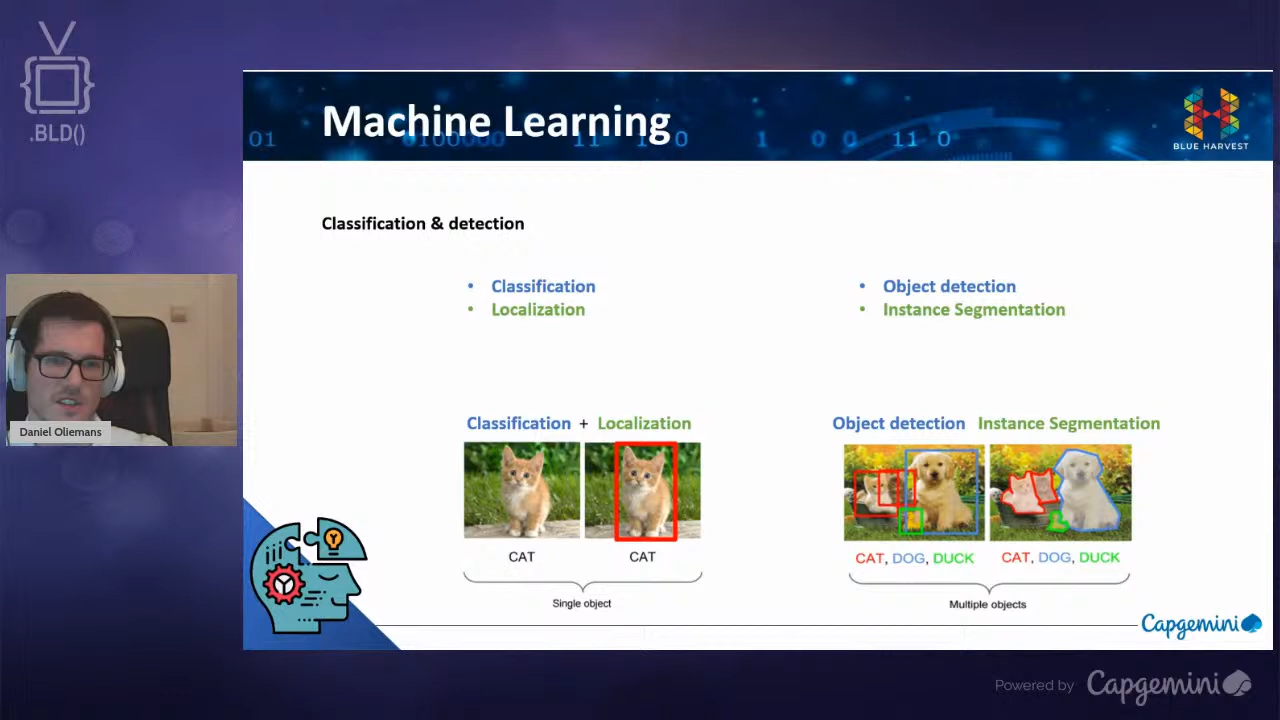 .BLD()
Machine Learning
01 0100000 11 1 0 1 0 0 11 0
BLUE HARVEST
Classification & detection
• Classification
• Localization
• Object detection
• Instance Segmentation
Daniel Oliemans
Classification + Localization
Object detection Instance Segmentation
CAT CAT
CAT, DOG, DUCK CAT, DOG, DUCK
Single object
Multiple objects
Capgemini
Powered by Capgemini